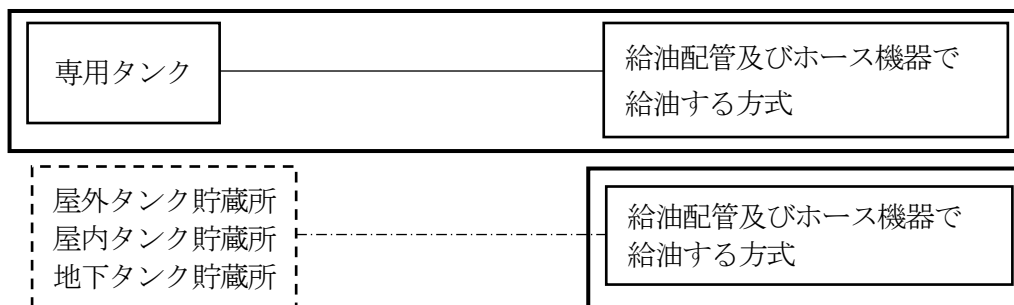 専用タンク
給油配管及びホース機器で
給油する方式
屋外タンク貯蔵所
屋内タンク貯蔵所
地下タンク貯蔵所
給油配管及びホース機器で
給油する方式